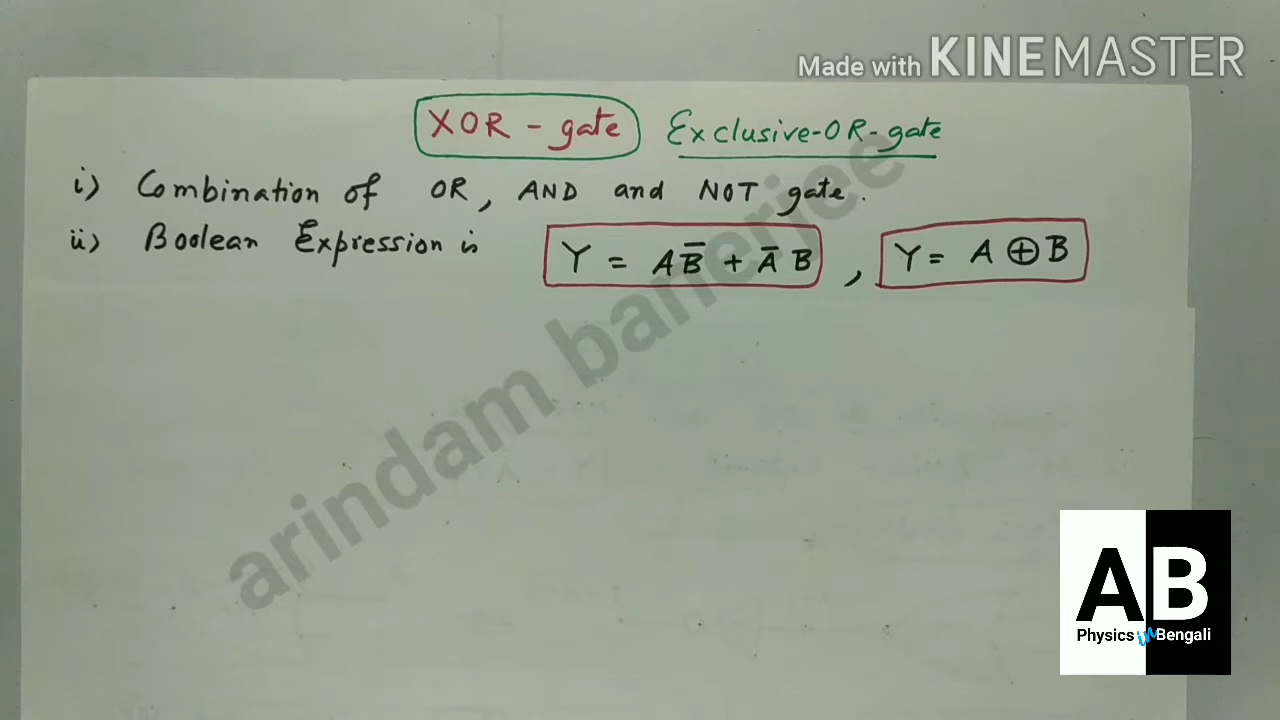 Made with KINEMASTER
XOR - gate Exclusive-OR-gate
i) Combination of OR, AND and NOT gate.
ii) Boolean Expression is Y = AB̅ + A̅B , Y = A ⊕ B
arindam banerjee
AB
Physics in Bengali